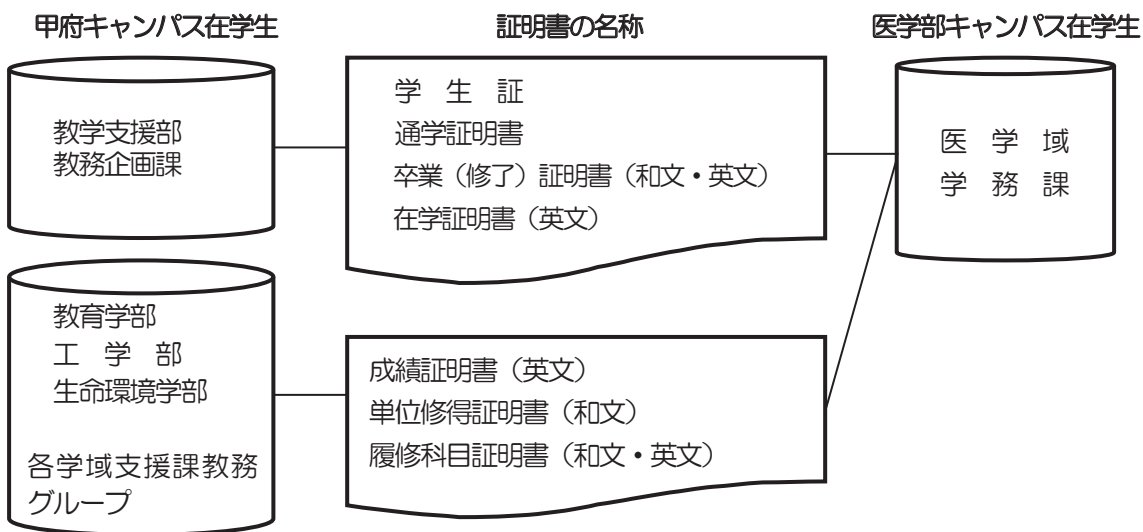 甲府キャンパス在学生
証明書の名称
医学部キャンパス在学生
教学支援部
教務企画課
学 生 証
通学証明書
卒業（修了）証明書（和文・英文）
在学証明書（英文）
医 学 域
学 務 課
教育学部
工 学 部
生命環境学部
各学域支援課教務
グループ
成績証明書（英文）
単位修得証明書（和文）
履修科目証明書（和文・英文）